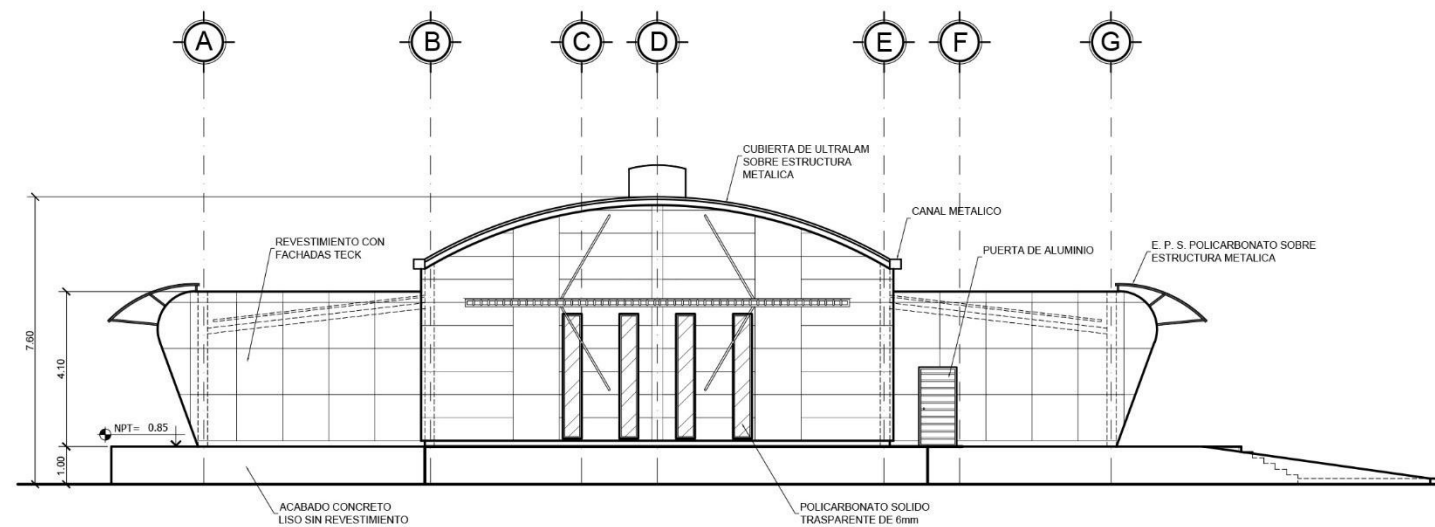 A B C D E F G
CUBIERTA DE ULTRALAM
SOBRE ESTRUCTURA
METALICA
CANAL METALICO
REVESTIMIENTO CON
FACHADAS TECK
PUERTA DE ALUMINIO
E. P. S. POLICARBONATO SOBRE
ESTRUCTURA METALICA
7.60
4.10
NPT= 0.85
1.00
ACABADO CONCRETO
LISO SIN REVESTIMIENTO
POLICARBONATO SOLIDO
TRASPARENTE DE 6mm